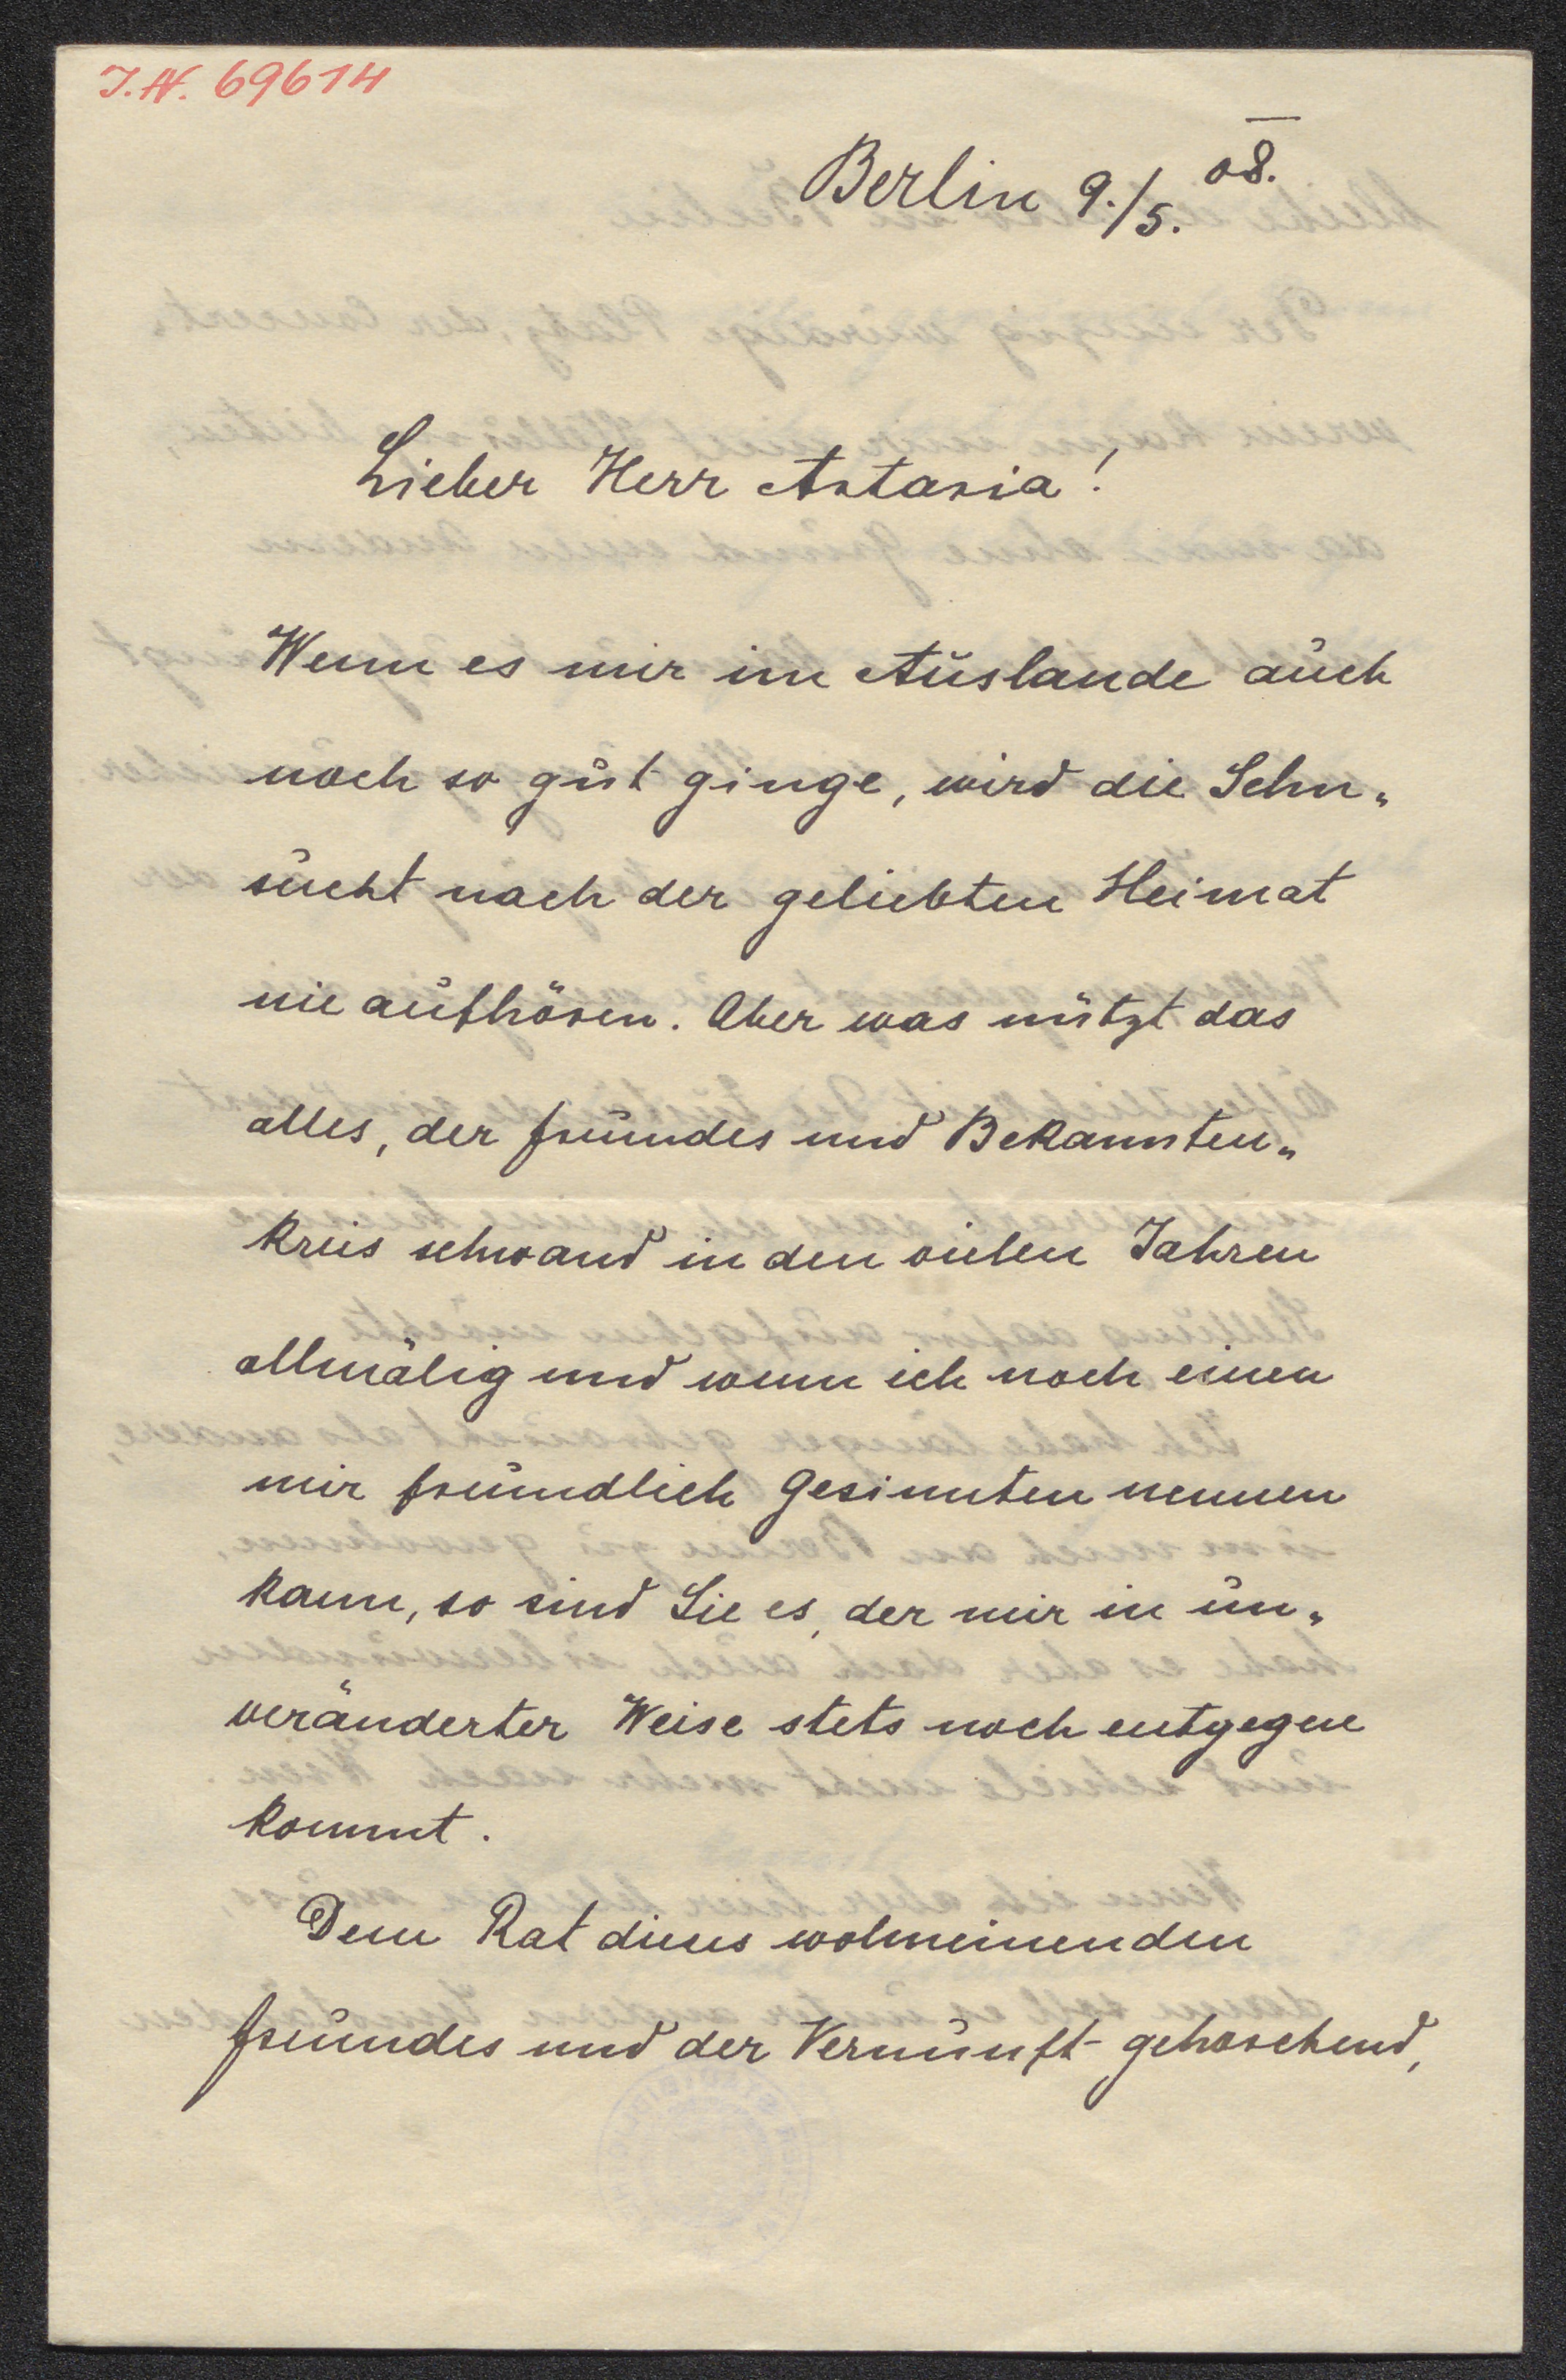 I.N. 69614
Berlin 9./5. 08.
Lieber Herr Artaria!
Wenn es mir im Auslande auch
noch so gut ginge, wird die Sehn„
sucht nach der geliebten Heimat
nie aufhören. Aber was nützt das
alles, der Freundes und Bekannten„
kreis schwand in den vielen Jahren
allmälig und wenn ich noch einen
mir freundlich Gesinnten nennen
kann, so sind Sie es, der mir in un„
veränderter Weise stets noch entgegen
kommt.
Dem Rat dieses wolmeinenden
Freundes und der Vernunft gehorchend,